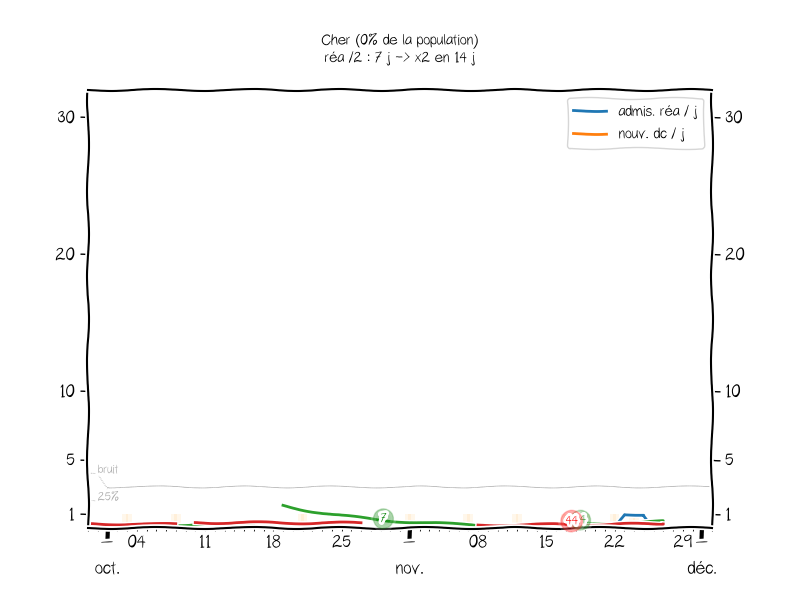 Cher (0% de la population)
réa /2 : 7 j -> x2 en 14 j
admis. réa / j
nouv. dc / j
30
30
20
20
10
10
5
5
bruit
25%
1
1
7
44
04
11
18
25
08
15
22
29
oct.
nov.
déc.